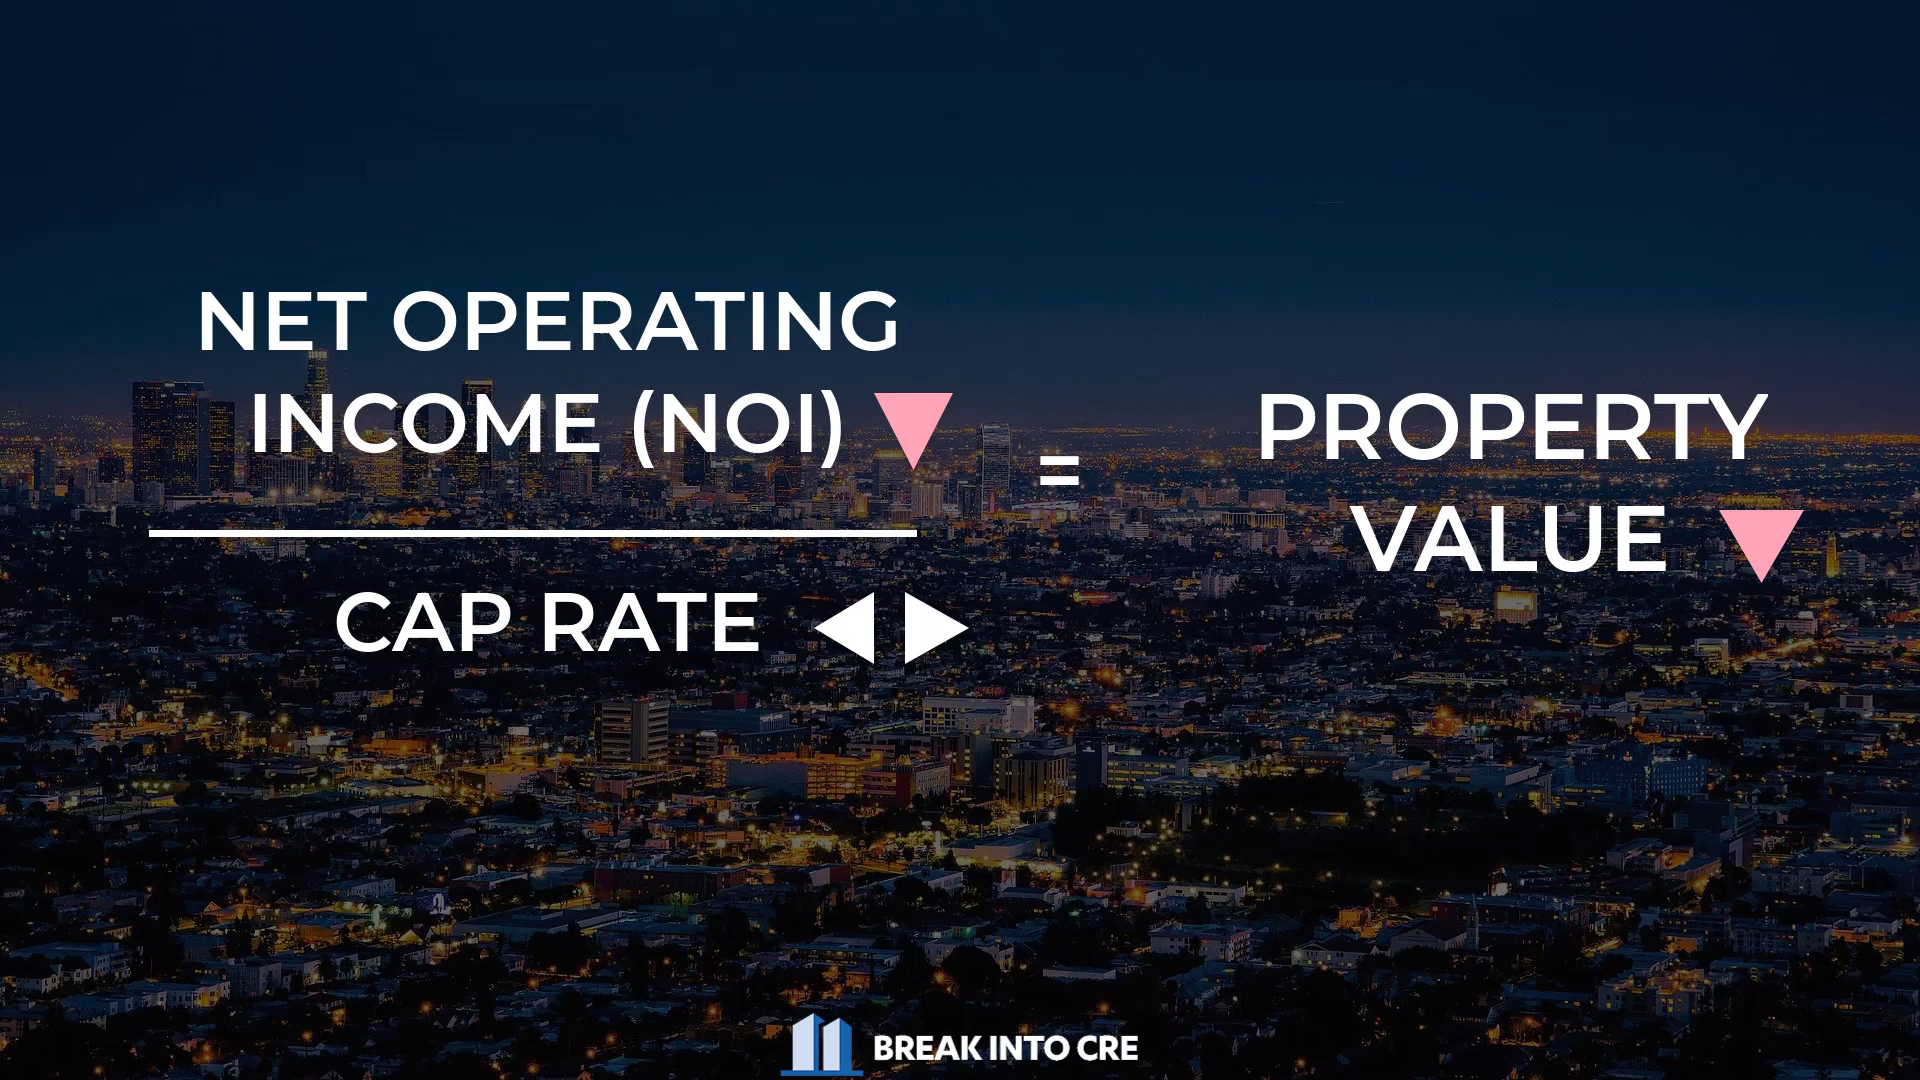 NET OPERATING
INCOME (NOI)
CAP RATE
=
PROPERTY
VALUE
BREAK INTO CRE